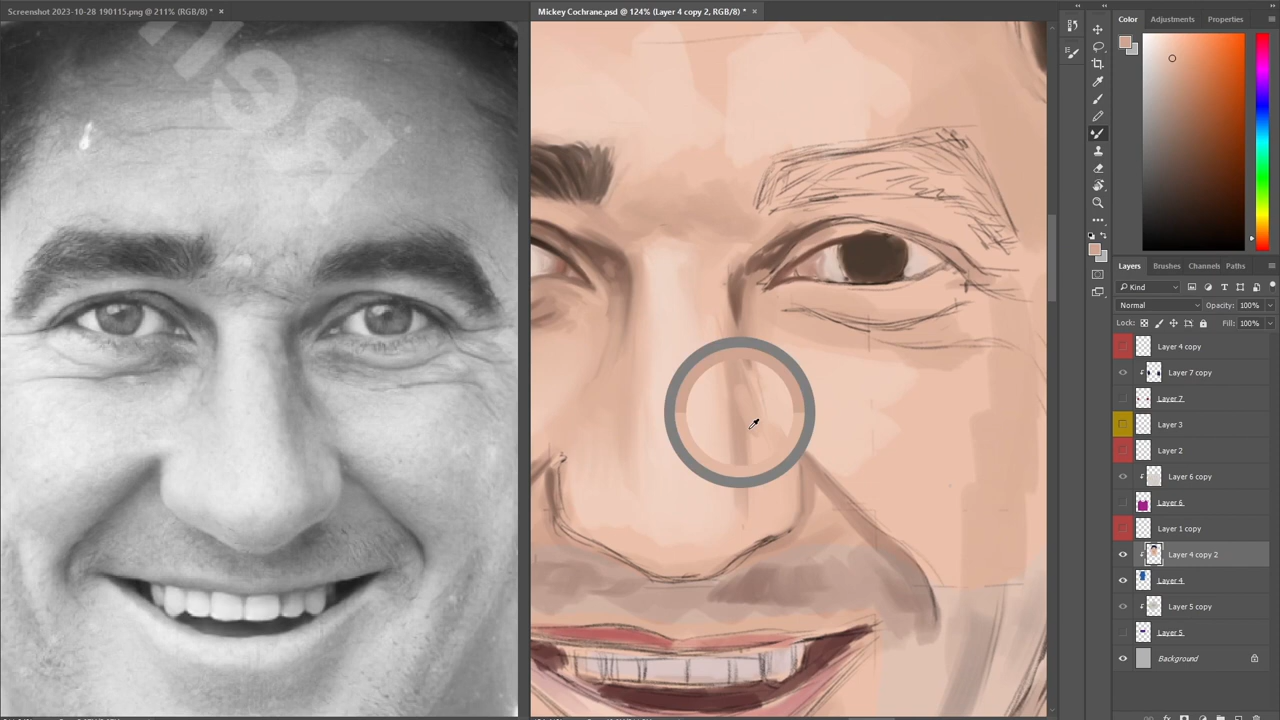 Screenshot 2023-10-28 190115.png @ 211% (RGB/8) * ×
Mickey Cochrane.psd @ 124% (Layer 4 copy 2, RGB/8) * ×
Color Adjustments Properties
Layers Brushes Channels Paths
Kind
Normal Opacity: 100%
Lock: Fill: 100%
Layer 4 copy
Layer 7 copy
Layer 7
Layer 3
Layer 2
Layer 6 copy
Layer 6
Layer 1 copy
Layer 4 copy 2
Layer 4
Layer 5 copy
Layer 5
Background
fx